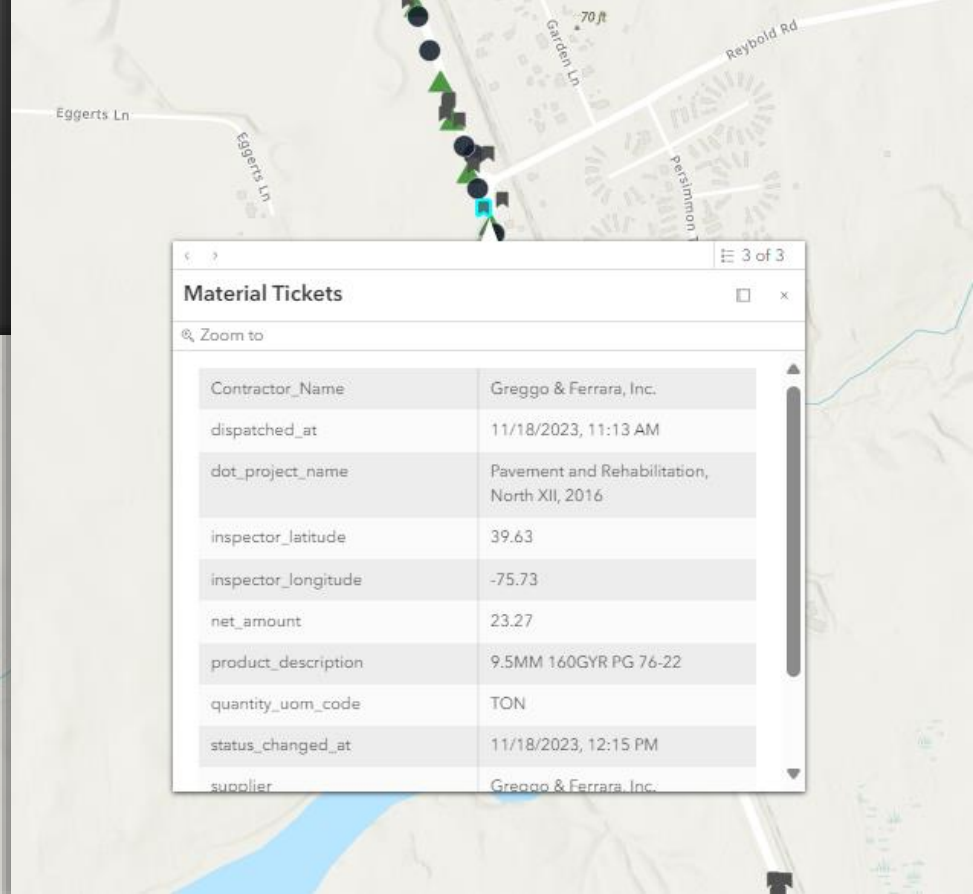 70 ft
Garden Ln
Reybold Rd
Eggerts Ln
Eggerts Ln
Persimmon T
‹ › 3 of 3
Material Tickets ×
Zoom to
Contractor_Name Greggo & Ferrara, Inc.
dispatched_at 11/18/2023, 11:13 AM
dot_project_name Pavement and Rehabilitation,
North XII, 2016
inspector_latitude 39.63
inspector_longitude -75.73
net_amount 23.27
product_description 9.5MM 160GYR PG 76-22
quantity_uom_code TON
status_changed_at 11/18/2023, 12:15 PM
supplier Greggo & Ferrara, Inc.